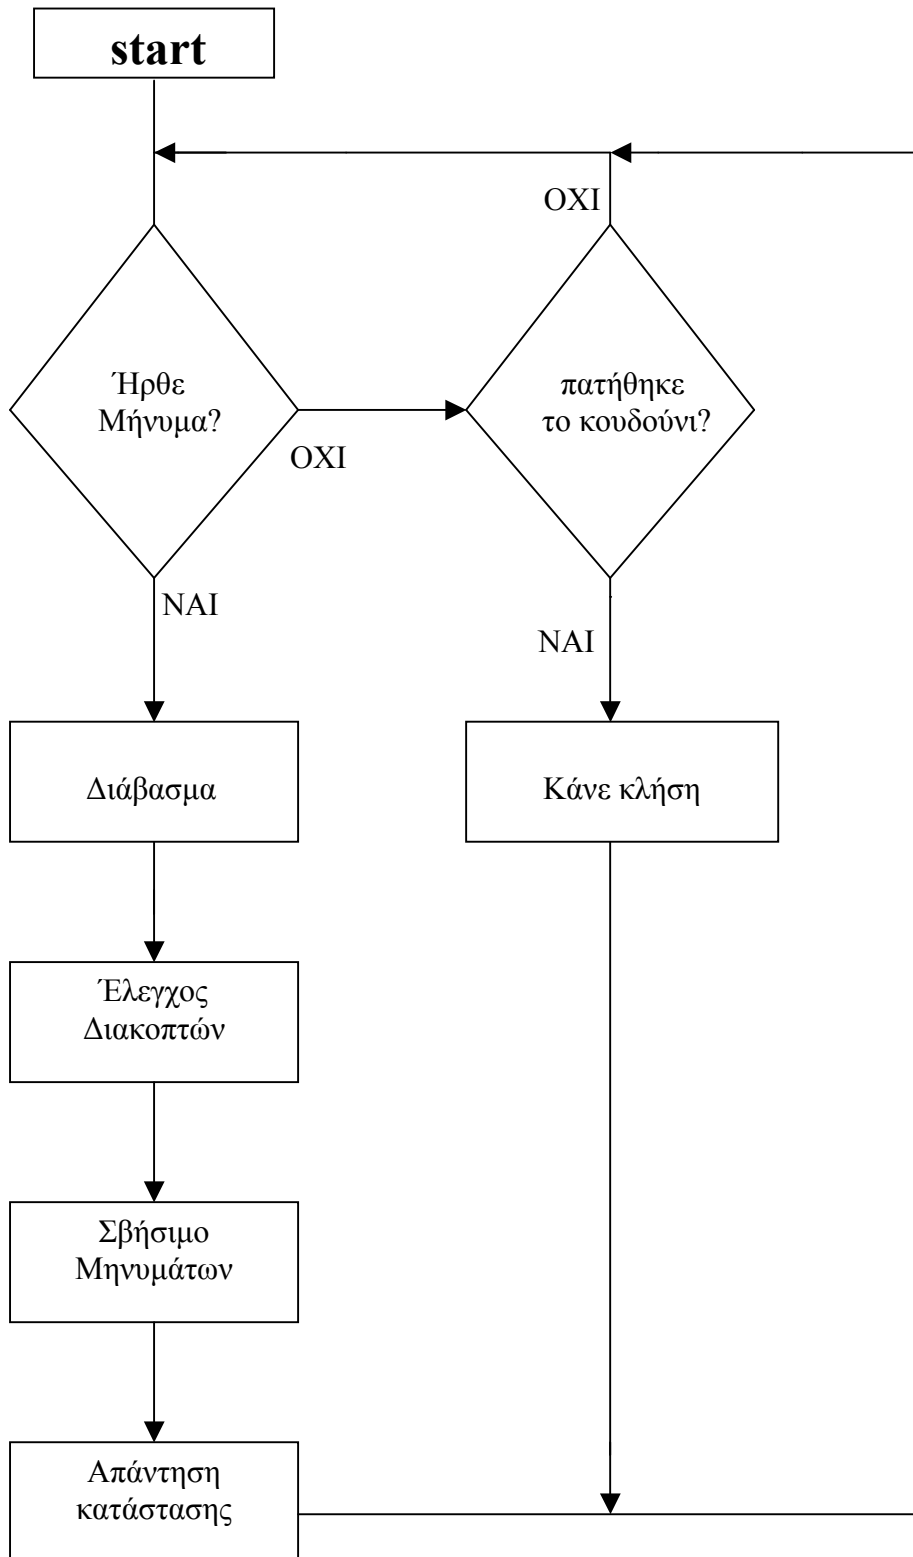 start
ΟΧΙ
Ήρθε
Μήνυμα?
ΟΧΙ
πατήθηκε
το κουδούνι?
ΝΑΙ
ΝΑΙ
Διάβασμα
Κάνε κλήση
Έλεγχος
Διακοπτών
Σβήσιμο
Μηνυμάτων
Απάντηση
κατάστασης